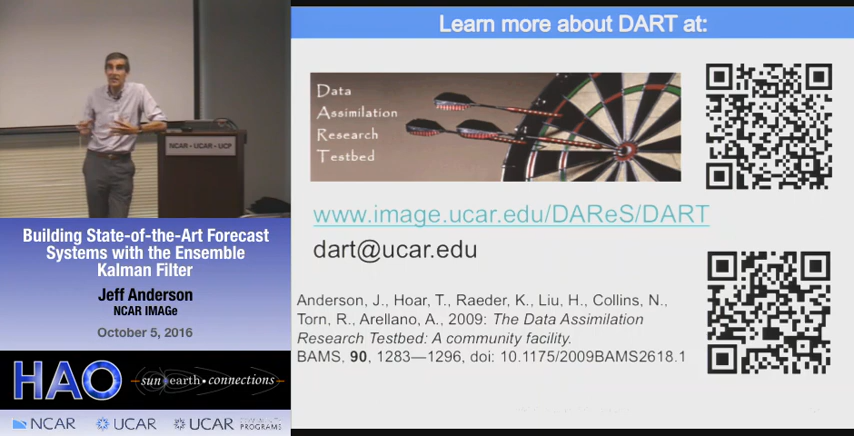 Learn more about DART at:
Data
Assimilation
Research
Testbed
www.image.ucar.edu/DAReS/DART
dart@ucar.edu
Anderson, J., Hoar, T., Raeder, K., Liu, H., Collins, N.,
Torn, R., Arellano, A., 2009: The Data Assimilation
Research Testbed: A community facility.
BAMS, 90, 1283—1296, doi: 10.1175/2009BAMS2618.1
NCAR • UCAR • UCP
Building State-of-the-Art Forecast
Systems with the Ensemble
Kalman Filter
Jeff Anderson
NCAR IMAGe
October 5, 2016
HAO
sun earth • connections
NCAR
UCAR
UCAR COMMUNITY
PROGRAMS